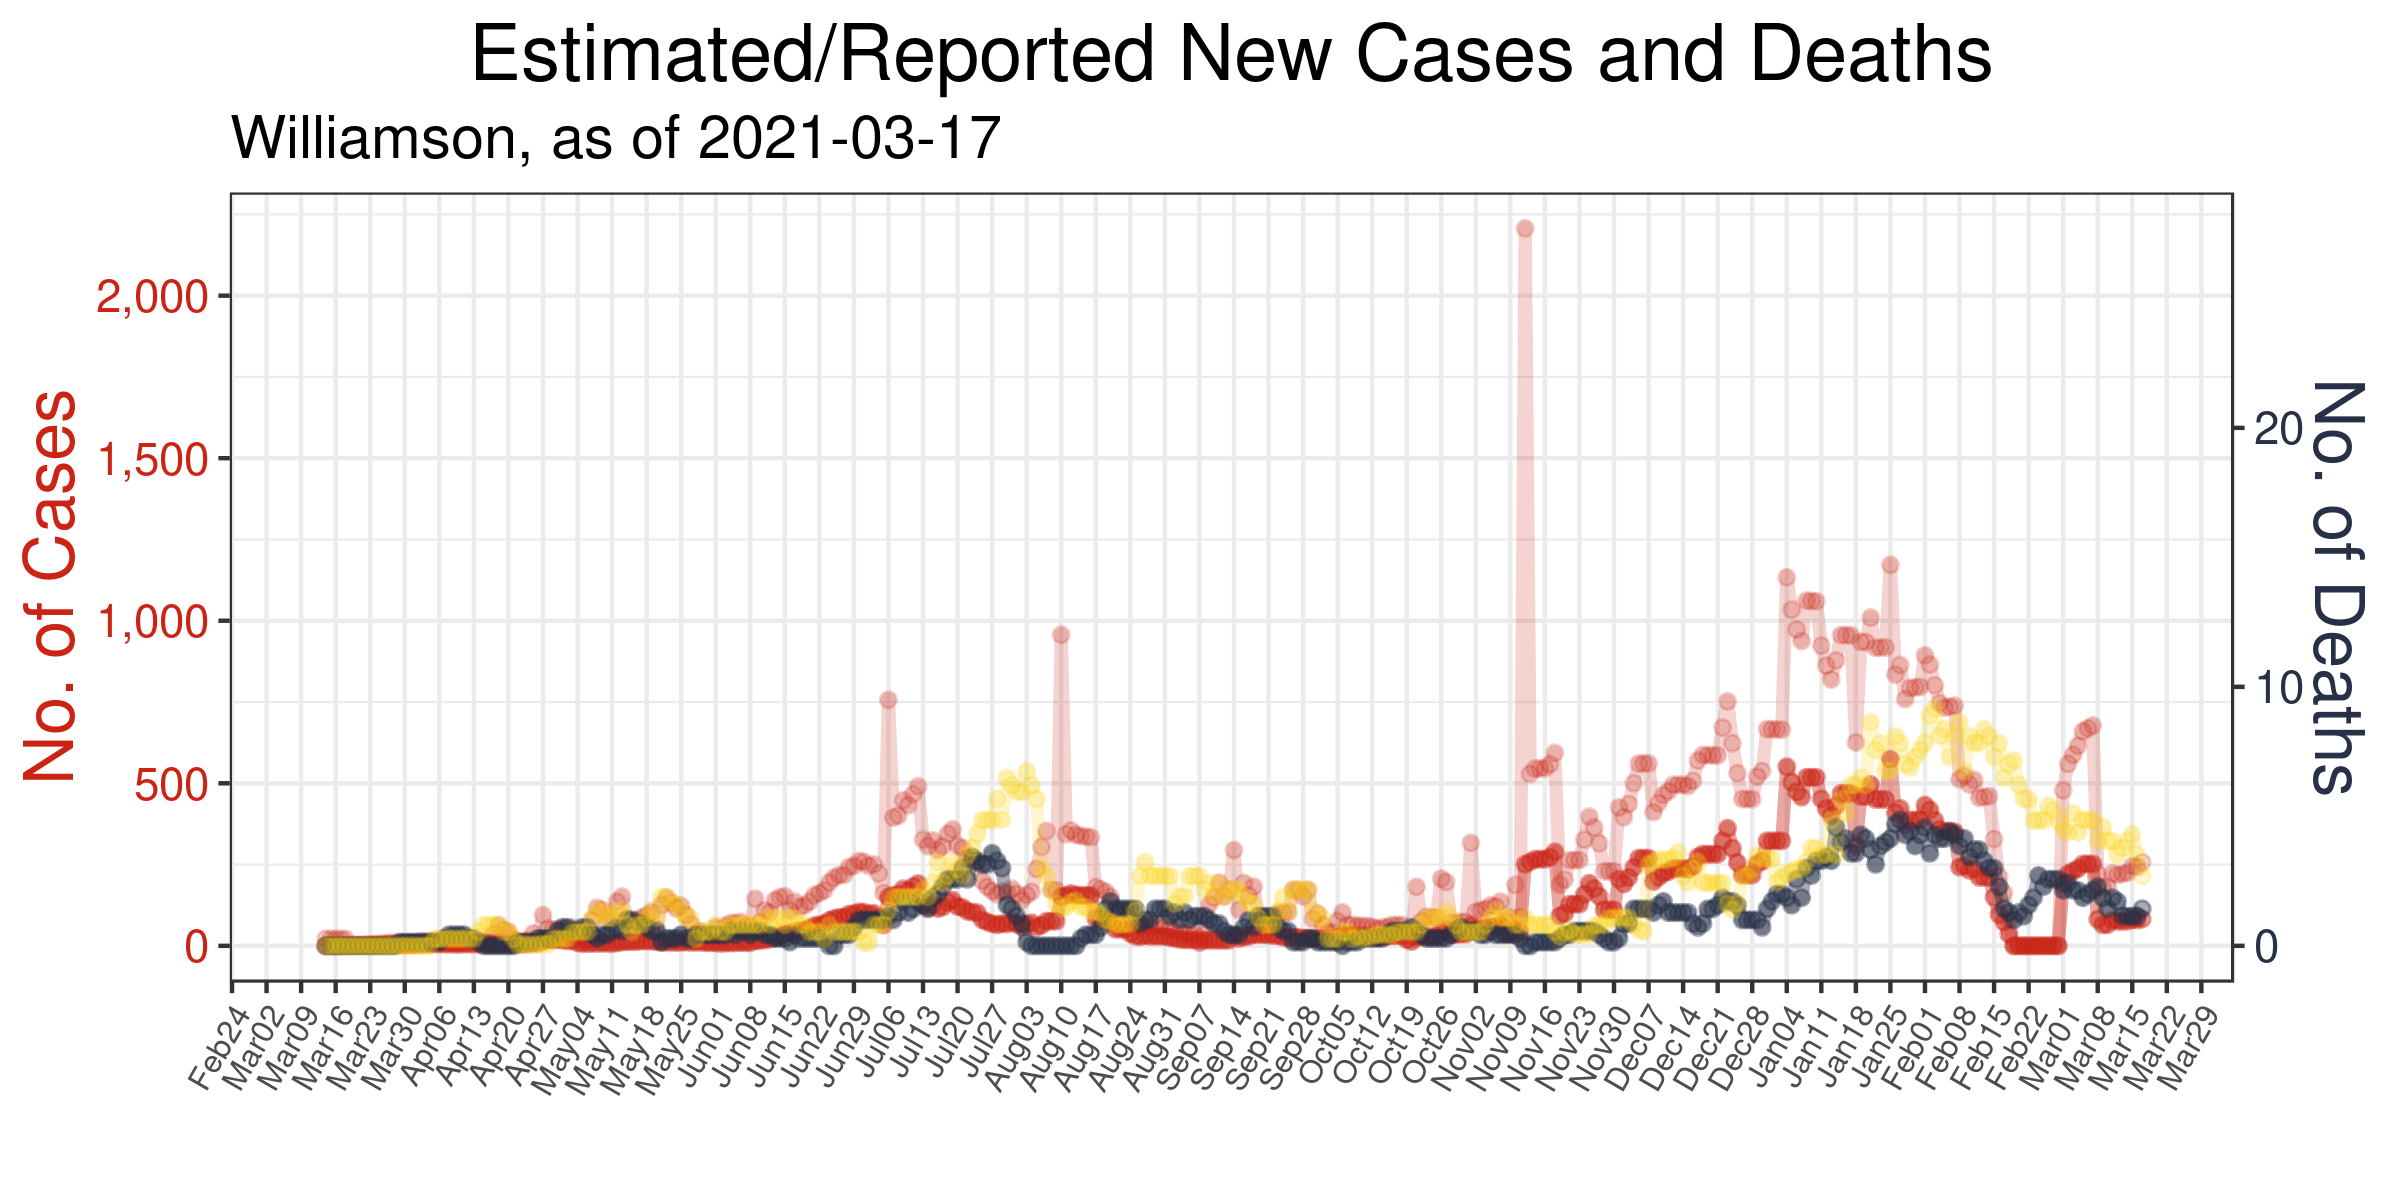 Estimated/Reported New Cases and Deaths
Williamson, as of 2021-03-17
No. of Cases
2,000
1,500
1,000
500
0
No. of Deaths
20
10
0
Feb24
Mar02
Mar09
Mar16
Mar23
Mar30
Apr06
Apr13
Apr20
Apr27
May04
May11
May18
May25
Jun01
Jun08
Jun15
Jun22
Jun29
Jul06
Jul13
Jul20
Jul27
Aug03
Aug10
Aug17
Aug24
Aug31
Sep07
Sep14
Sep21
Sep28
Oct05
Oct12
Oct19
Oct26
Nov02
Nov09
Nov16
Nov23
Nov30
Dec07
Dec14
Dec21
Dec28
Jan04
Jan11
Jan18
Jan25
Feb01
Feb08
Feb15
Feb22
Mar01
Mar08
Mar15
Mar22
Mar29